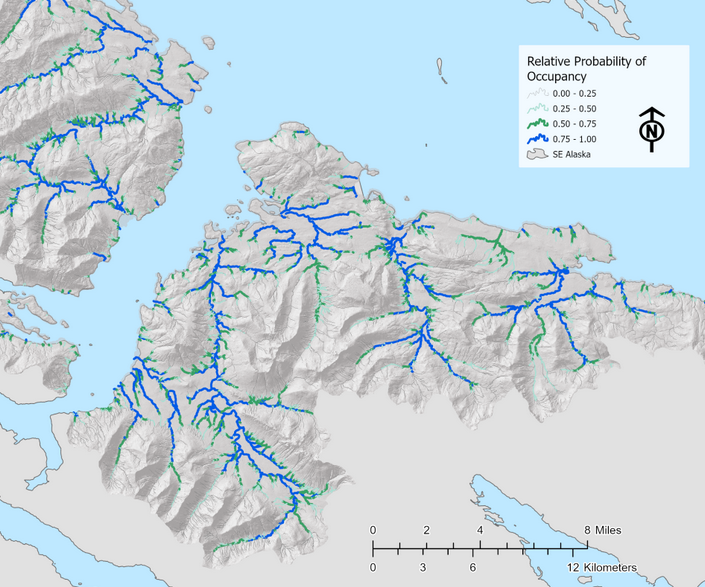 Relative Probability of
Occupancy
0.00 - 0.25
0.25 - 0.50
0.50 - 0.75
0.75 - 1.00
SE Alaska
N
0 2 4 8 Miles
0 3 6 12 Kilometers